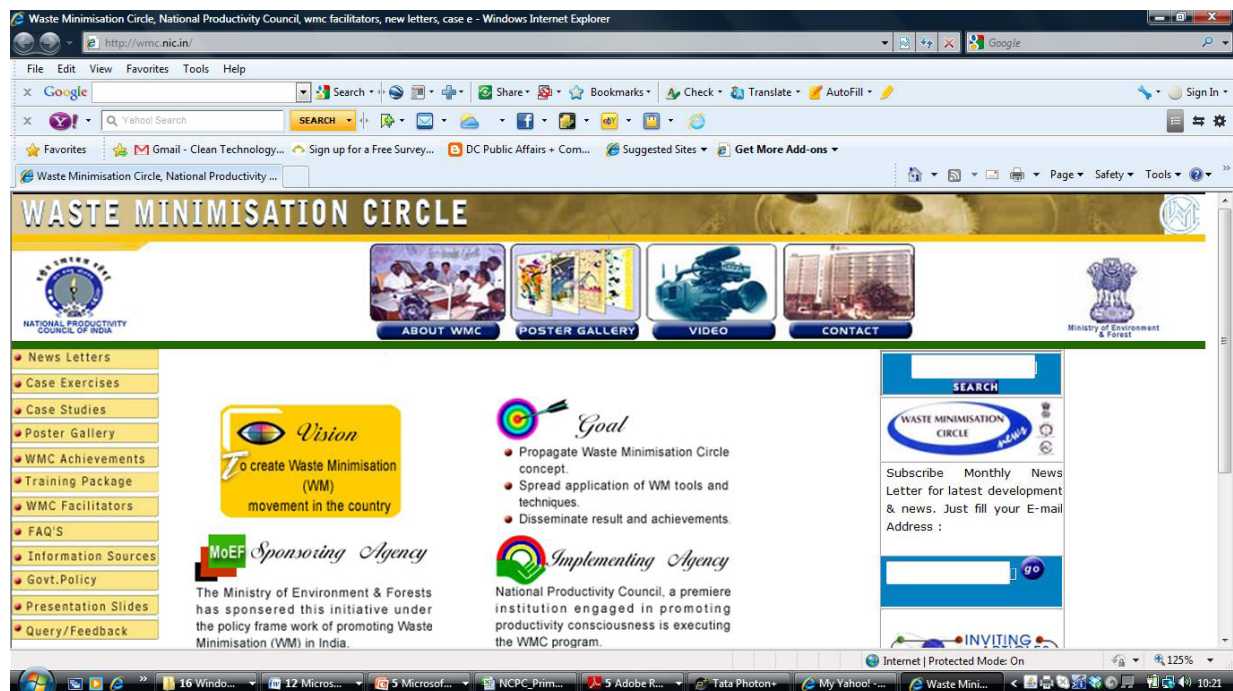 Waste Minimisation Circle, National Productivity Council, wmc facilitators, new letters, case e - Windows Internet Explorer
http://wmc.nic.in/
Google
File Edit View Favorites Tools Help
x Google Search Share Bookmarks Check Translate AutoFill Sign In
x Y! Yahoo! Search SEARCH
Favorites Gmail - Clean Technology... Sign up for a Free Survey... DC Public Affairs + Com... Suggested Sites Get More Add-ons
Waste Minimisation Circle, National Productivity ... Page Safety Tools
WASTE MINIMISATION CIRCLE
NATIONAL PRODUCTIVITY
COUNCIL OF INDIA
ABOUT WMC POSTER GALLERY VIDEO CONTACT
Ministry of Environment
& Forest
News Letters
Case Exercises
Case Studies
Poster Gallery
WMC Achievements
Training Package
WMC Facilitators
FAQ'S
Information Sources
Govt.Policy
Presentation Slides
Query/Feedback
Vision
To create Waste Minimisation
(WM)
movement in the country
Goal
Propagate Waste Minimisation Circle
concept.
Spread application of WM tools and
techniques.
Disseminate result and achievements.
MoEF Sponsoring Agency
The Ministry of Environment & Forests
has sponsered this initiative under
the policy frame work of promoting Waste
Minimisation (WM) in India.
Implementing Agency
National Productivity Council, a premiere
institution engaged in promoting
productivity consciousness is executing
the WMC program.
SEARCH
WASTE MINIMISATION
CIRCLE
news
Subscribe Monthly News
Letter for latest development
& news. Just fill your E-mail
Address :
go
INVITING
Internet | Protected Mode: On 125%
16 Windo... 12 Micros... 5 Microsof... NCPC_Prim... 5 Adobe R... Tata Photon+ My Yahoo! -... Waste Mini... 10:21